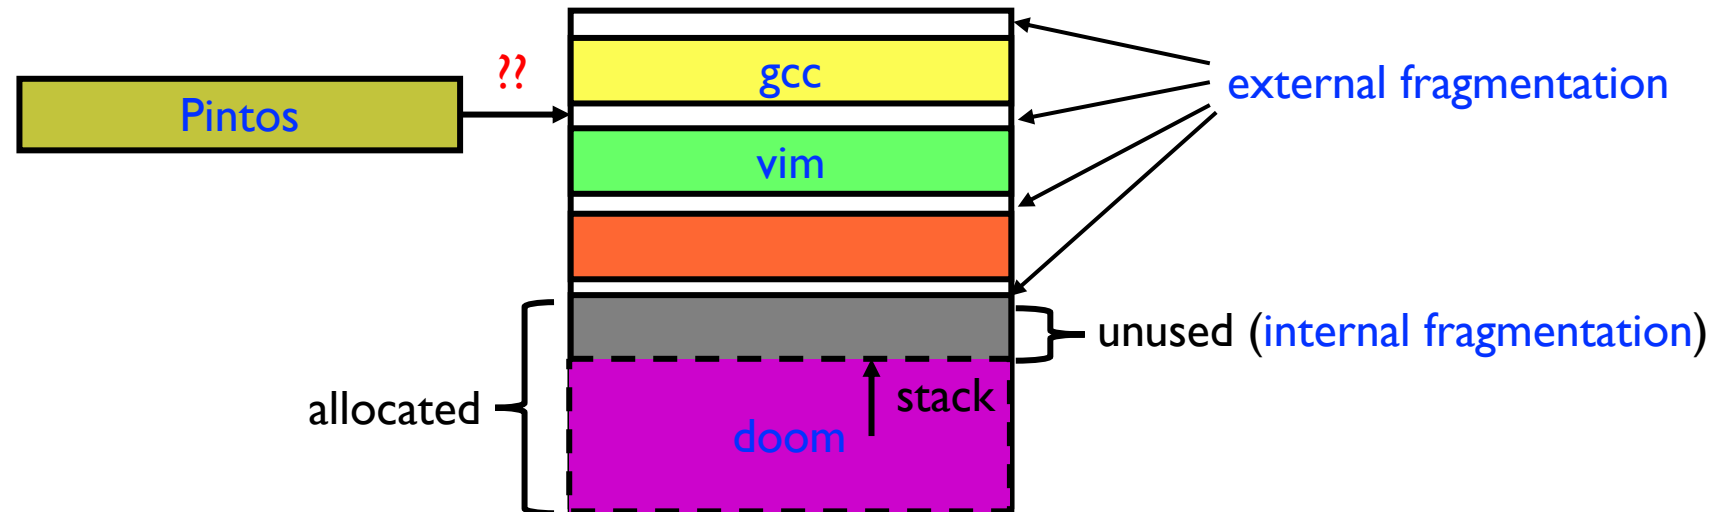 ??
gcc
external fragmentation
Pintos
vim
unused (internal fragmentation)
allocated
stack
doom